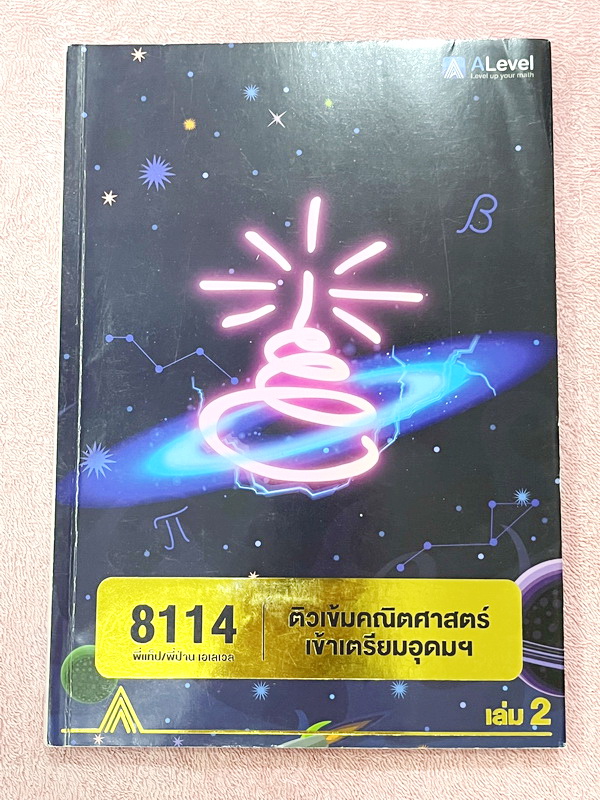 ALevel
Level up your math
β
π
8114
พี่แท๊ป/พี่ปาน เอเลเวล
ติวเข้มคณิตศาสตร์
เข้าเตรียมอุดมฯ
เล่ม 2